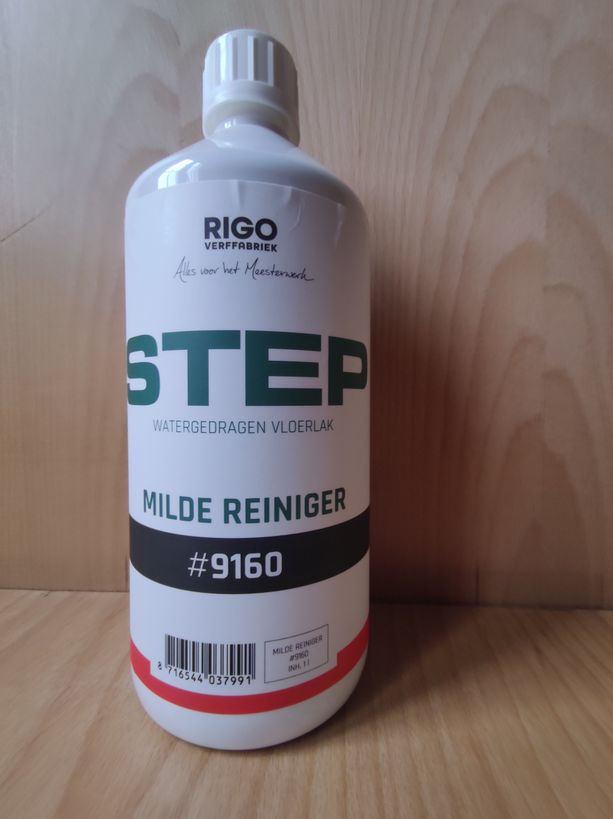 RIGO
VERFFABRIEK
Alles voor het Meesterwerk
STEP
WATERGEDRAGEN VLOERLAK
MILDE REINIGER
#9160
8 716544 037991
MILDE REINIGER
#9160
INH. 1 l